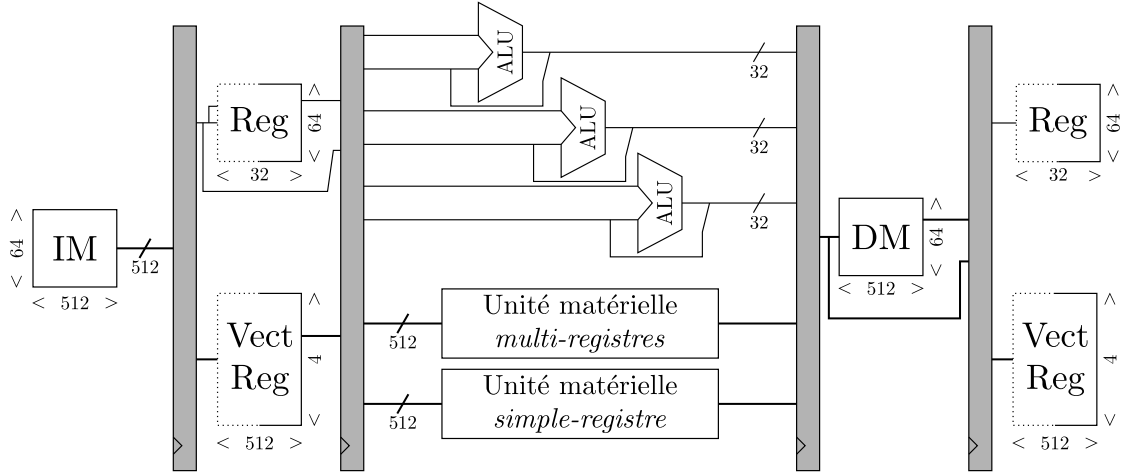 IM
< 64 >
< 512 >
512
Reg
< 64 >
< 32 >
Vect
Reg
< 4 >
< 512 >
ALU
32
ALU
32
ALU
32
512
Unité matérielle
multi-registres
512
Unité matérielle
simple-registre
DM
< 64 >
< 512 >
Reg
< 64 >
< 32 >
Vect
Reg
< 4 >
< 512 >